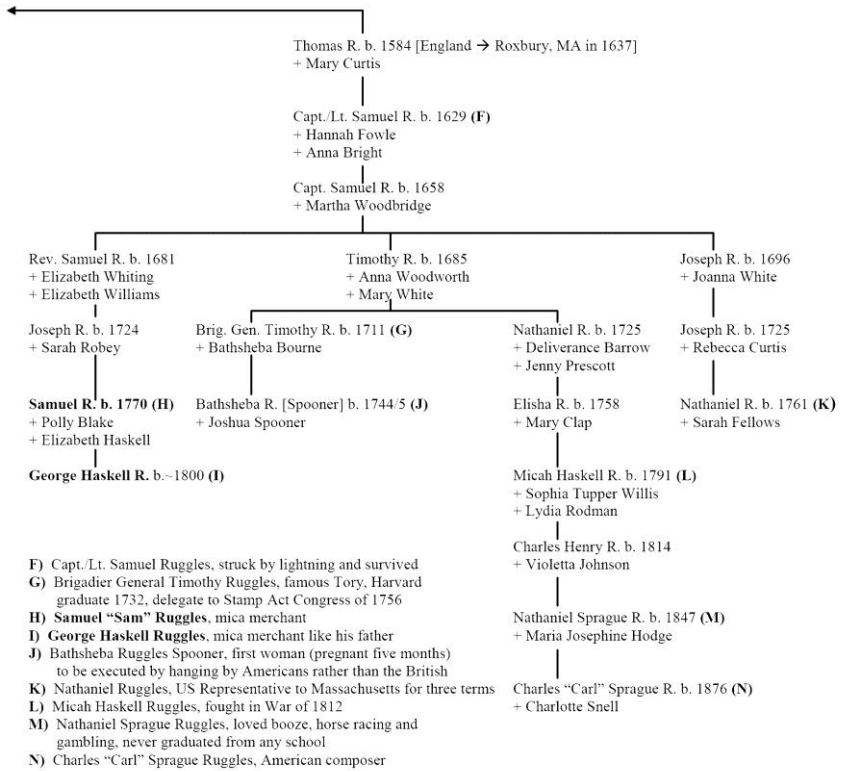 Thomas R. b. 1584 [England → Roxbury, MA in 1637]
+ Mary Curtis
Capt./Lt. Samuel R. b. 1629 (F)
+ Hannah Fowle
+ Anna Bright
Capt. Samuel R. b. 1658
+ Martha Woodbridge
Rev. Samuel R. b. 1681
+ Elizabeth Whiting
+ Elizabeth Williams
Timothy R. b. 1685
+ Anna Woodworth
+ Mary White
Joseph R. b. 1696
+ Joanna White
Joseph R. b. 1724
+ Sarah Robey
Brig. Gen. Timothy R. b. 1711 (G)
+ Bathsheba Bourne
Nathaniel R. b. 1725
+ Deliverance Barrow
+ Jenny Prescott
Joseph R. b. 1725
+ Rebecca Curtis
Samuel R. b. 1770 (H)
+ Polly Blake
+ Elizabeth Haskell
Bathsheba R. [Spooner] b. 1744/5 (J)
+ Joshua Spooner
Elisha R. b. 1758
+ Mary Clap
Nathaniel R. b. 1761 (K)
+ Sarah Fellows
George Haskell R. b.~1800 (I)
Micah Haskell R. b. 1791 (L)
+ Sophia Tupper Willis
+ Lydia Rodman
Charles Henry R. b. 1814
+ Violetta Johnson
Nathaniel Sprague R. b. 1847 (M)
+ Maria Josephine Hodge
Charles “Carl” Sprague R. b. 1876 (N)
+ Charlotte Snell
F) Capt./Lt. Samuel Ruggles, struck by lightning and survived
G) Brigadier General Timothy Ruggles, famous Tory, Harvard
graduate 1732, delegate to Stamp Act Congress of 1756
H) Samuel “Sam” Ruggles, mica merchant
I) George Haskell Ruggles, mica merchant like his father
J) Bathsheba Ruggles Spooner, first woman (pregnant five months)
to be executed by hanging by Americans rather than the British
K) Nathaniel Ruggles, US Representative to Massachusetts for three terms
L) Micah Haskell Ruggles, fought in War of 1812
M) Nathaniel Sprague Ruggles, loved booze, horse racing and
gambling, never graduated from any school
N) Charles “Carl” Sprague Ruggles, American composer